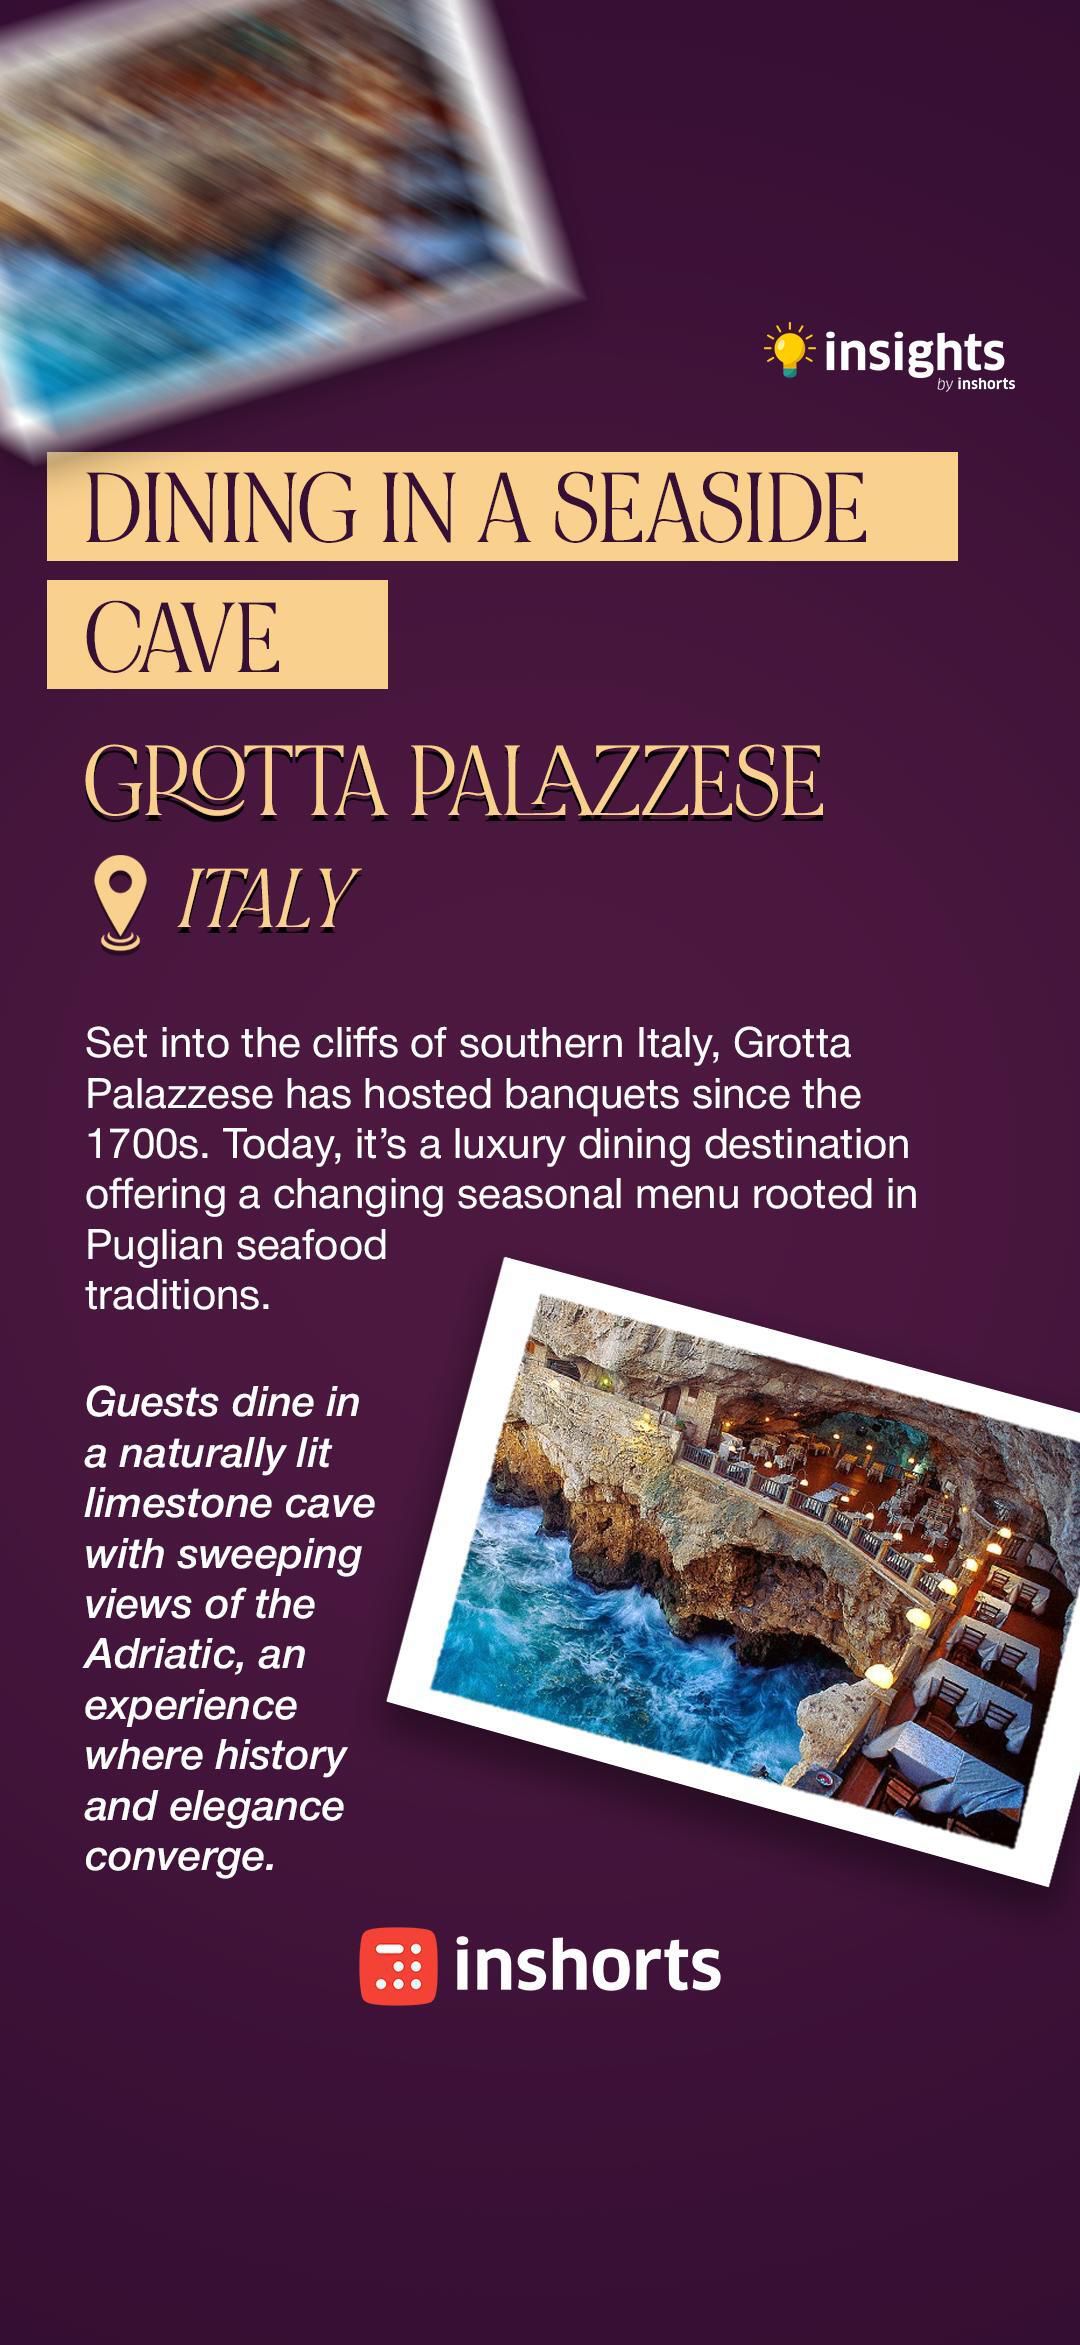 insights
by inshorts
DINING IN A SEASIDE
CAVE
GROTTA PALAZZESE
ITALY
Set into the cliffs of southern Italy, Grotta
Palazzese has hosted banquets since the
1700s. Today, it’s a luxury dining destination
offering a changing seasonal menu rooted in
Puglian seafood
traditions.
Guests dine in
a naturally lit
limestone cave
with sweeping
views of the
Adriatic, an
experience
where history
and elegance
converge.
inshorts